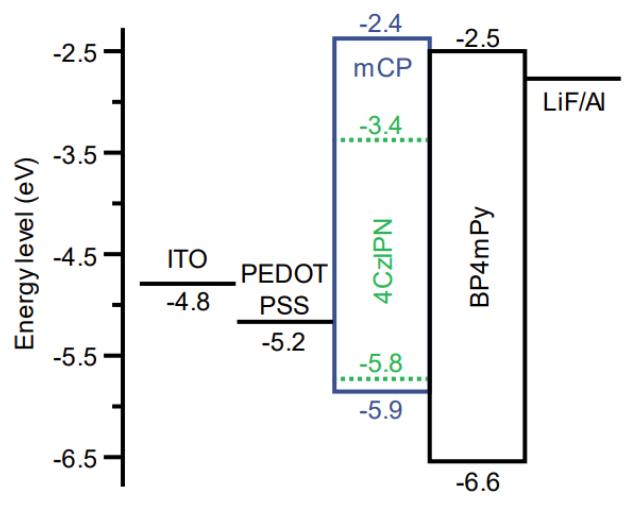 Energy level (eV)
-2.5
-3.5
-4.5
-5.5
-6.5
ITO
-4.8
PEDOT
PSS
-5.2
-2.4
mCP
-3.4
4CzIPN
-5.8
-5.9
-2.5
BP4mPy
-6.6
LiF/Al